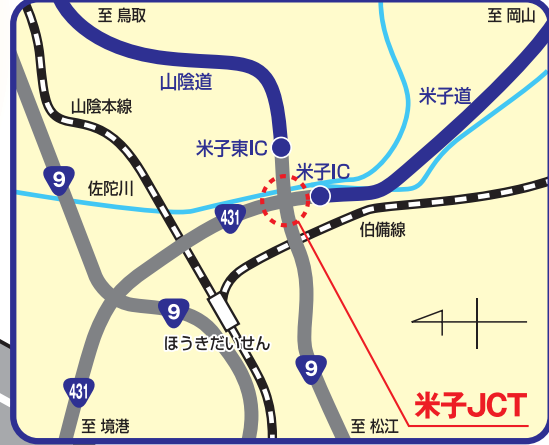 至 鳥取
至 岡山
山陰道
米子道
山陰本線
米子東IC
米子IC
9
佐陀川
431
伯備線
9
ほうきだいせん
9
431
米子JCT
至 境港
至 松江